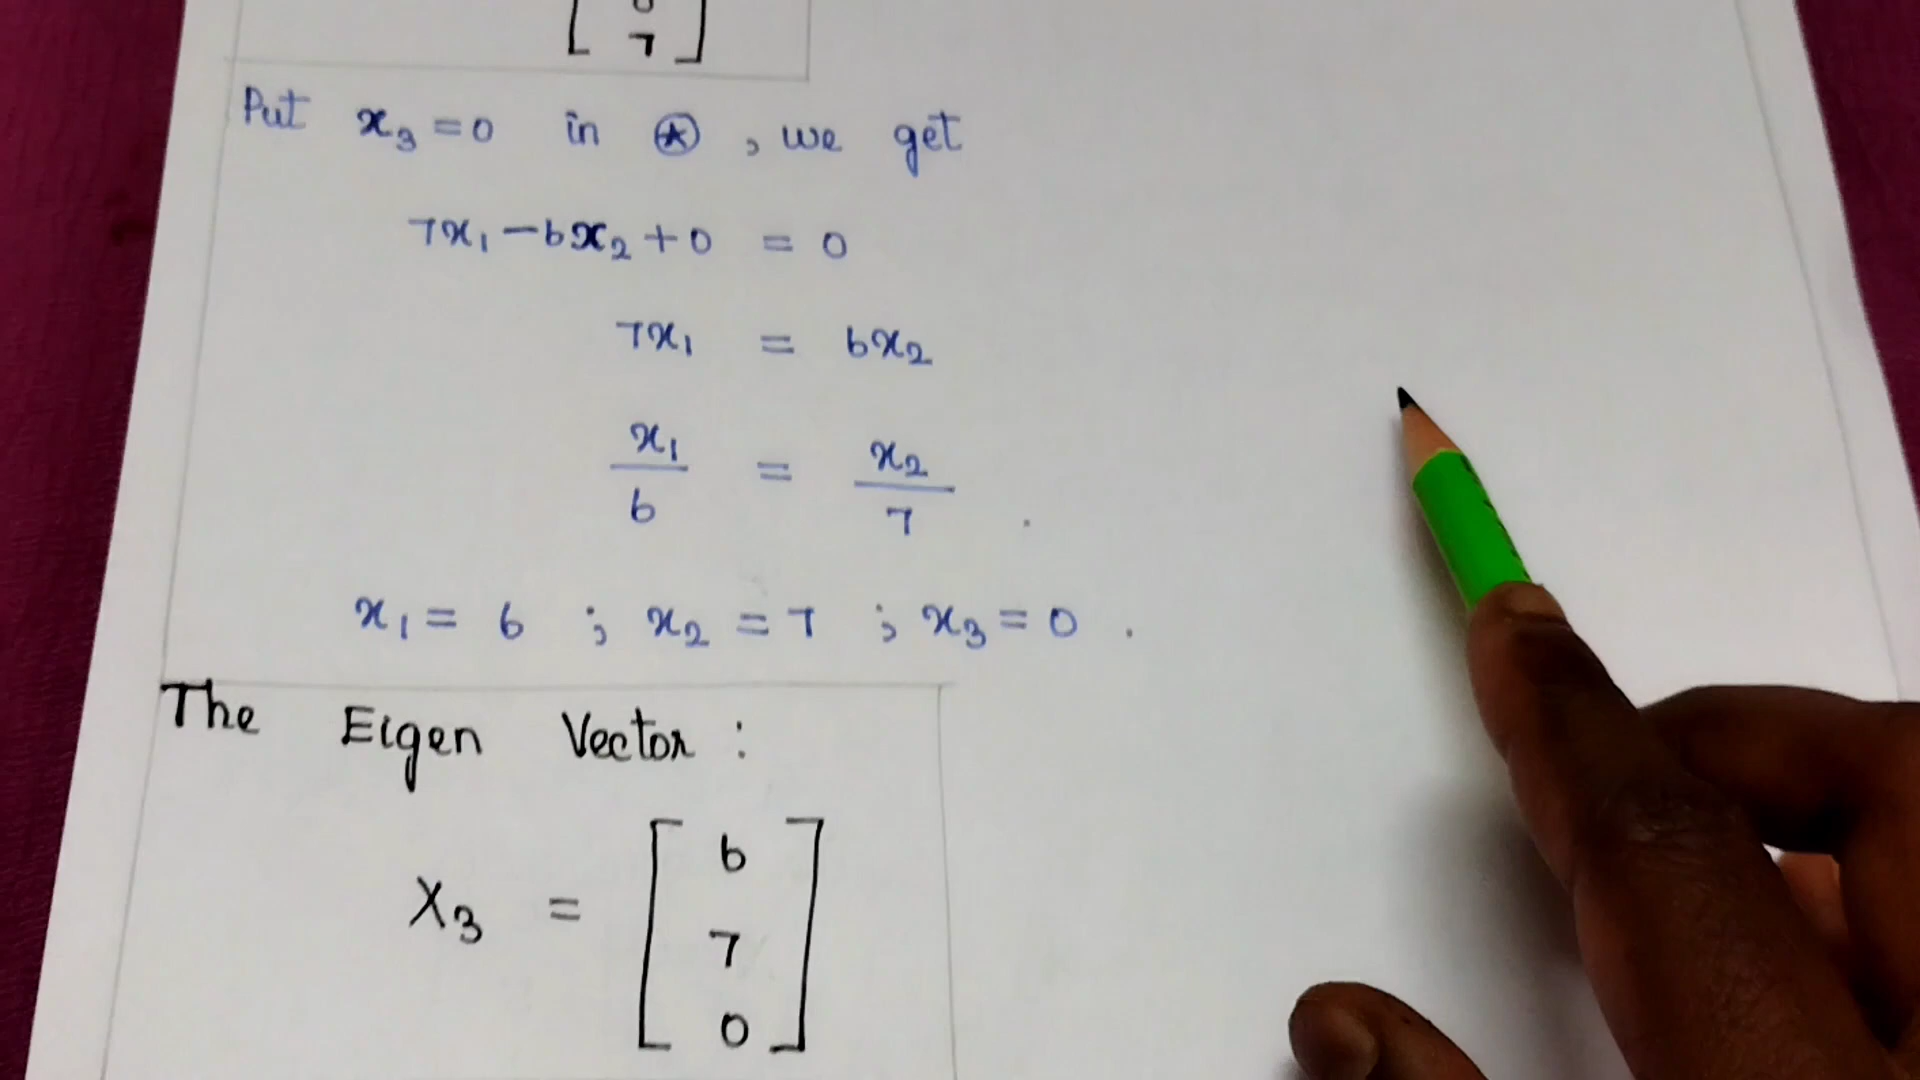 7
Put x₃ = 0 in ⍟, we get
7x₁ – 6x₂ + 0 = 0
7x₁ = 6x₂
x₁/6 = x₂/7 .
x₁ = 6 ; x₂ = 7 ; x₃ = 0 .
The Eigen Vector :
X₃ = [ 6
7
0 ]